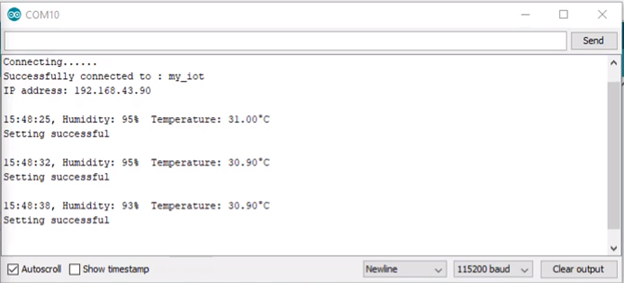 COM10
Send
Connecting......
Successfully connected to : my_iot
IP address: 192.168.43.90
15:48:25, Humidity: 95%  Temperature: 31.00°C
Setting successful
15:48:32, Humidity: 95%  Temperature: 30.90°C
Setting successful
15:48:38, Humidity: 93%  Temperature: 30.90°C
Setting successful
Autoscroll Show timestamp Newline 115200 baud Clear output